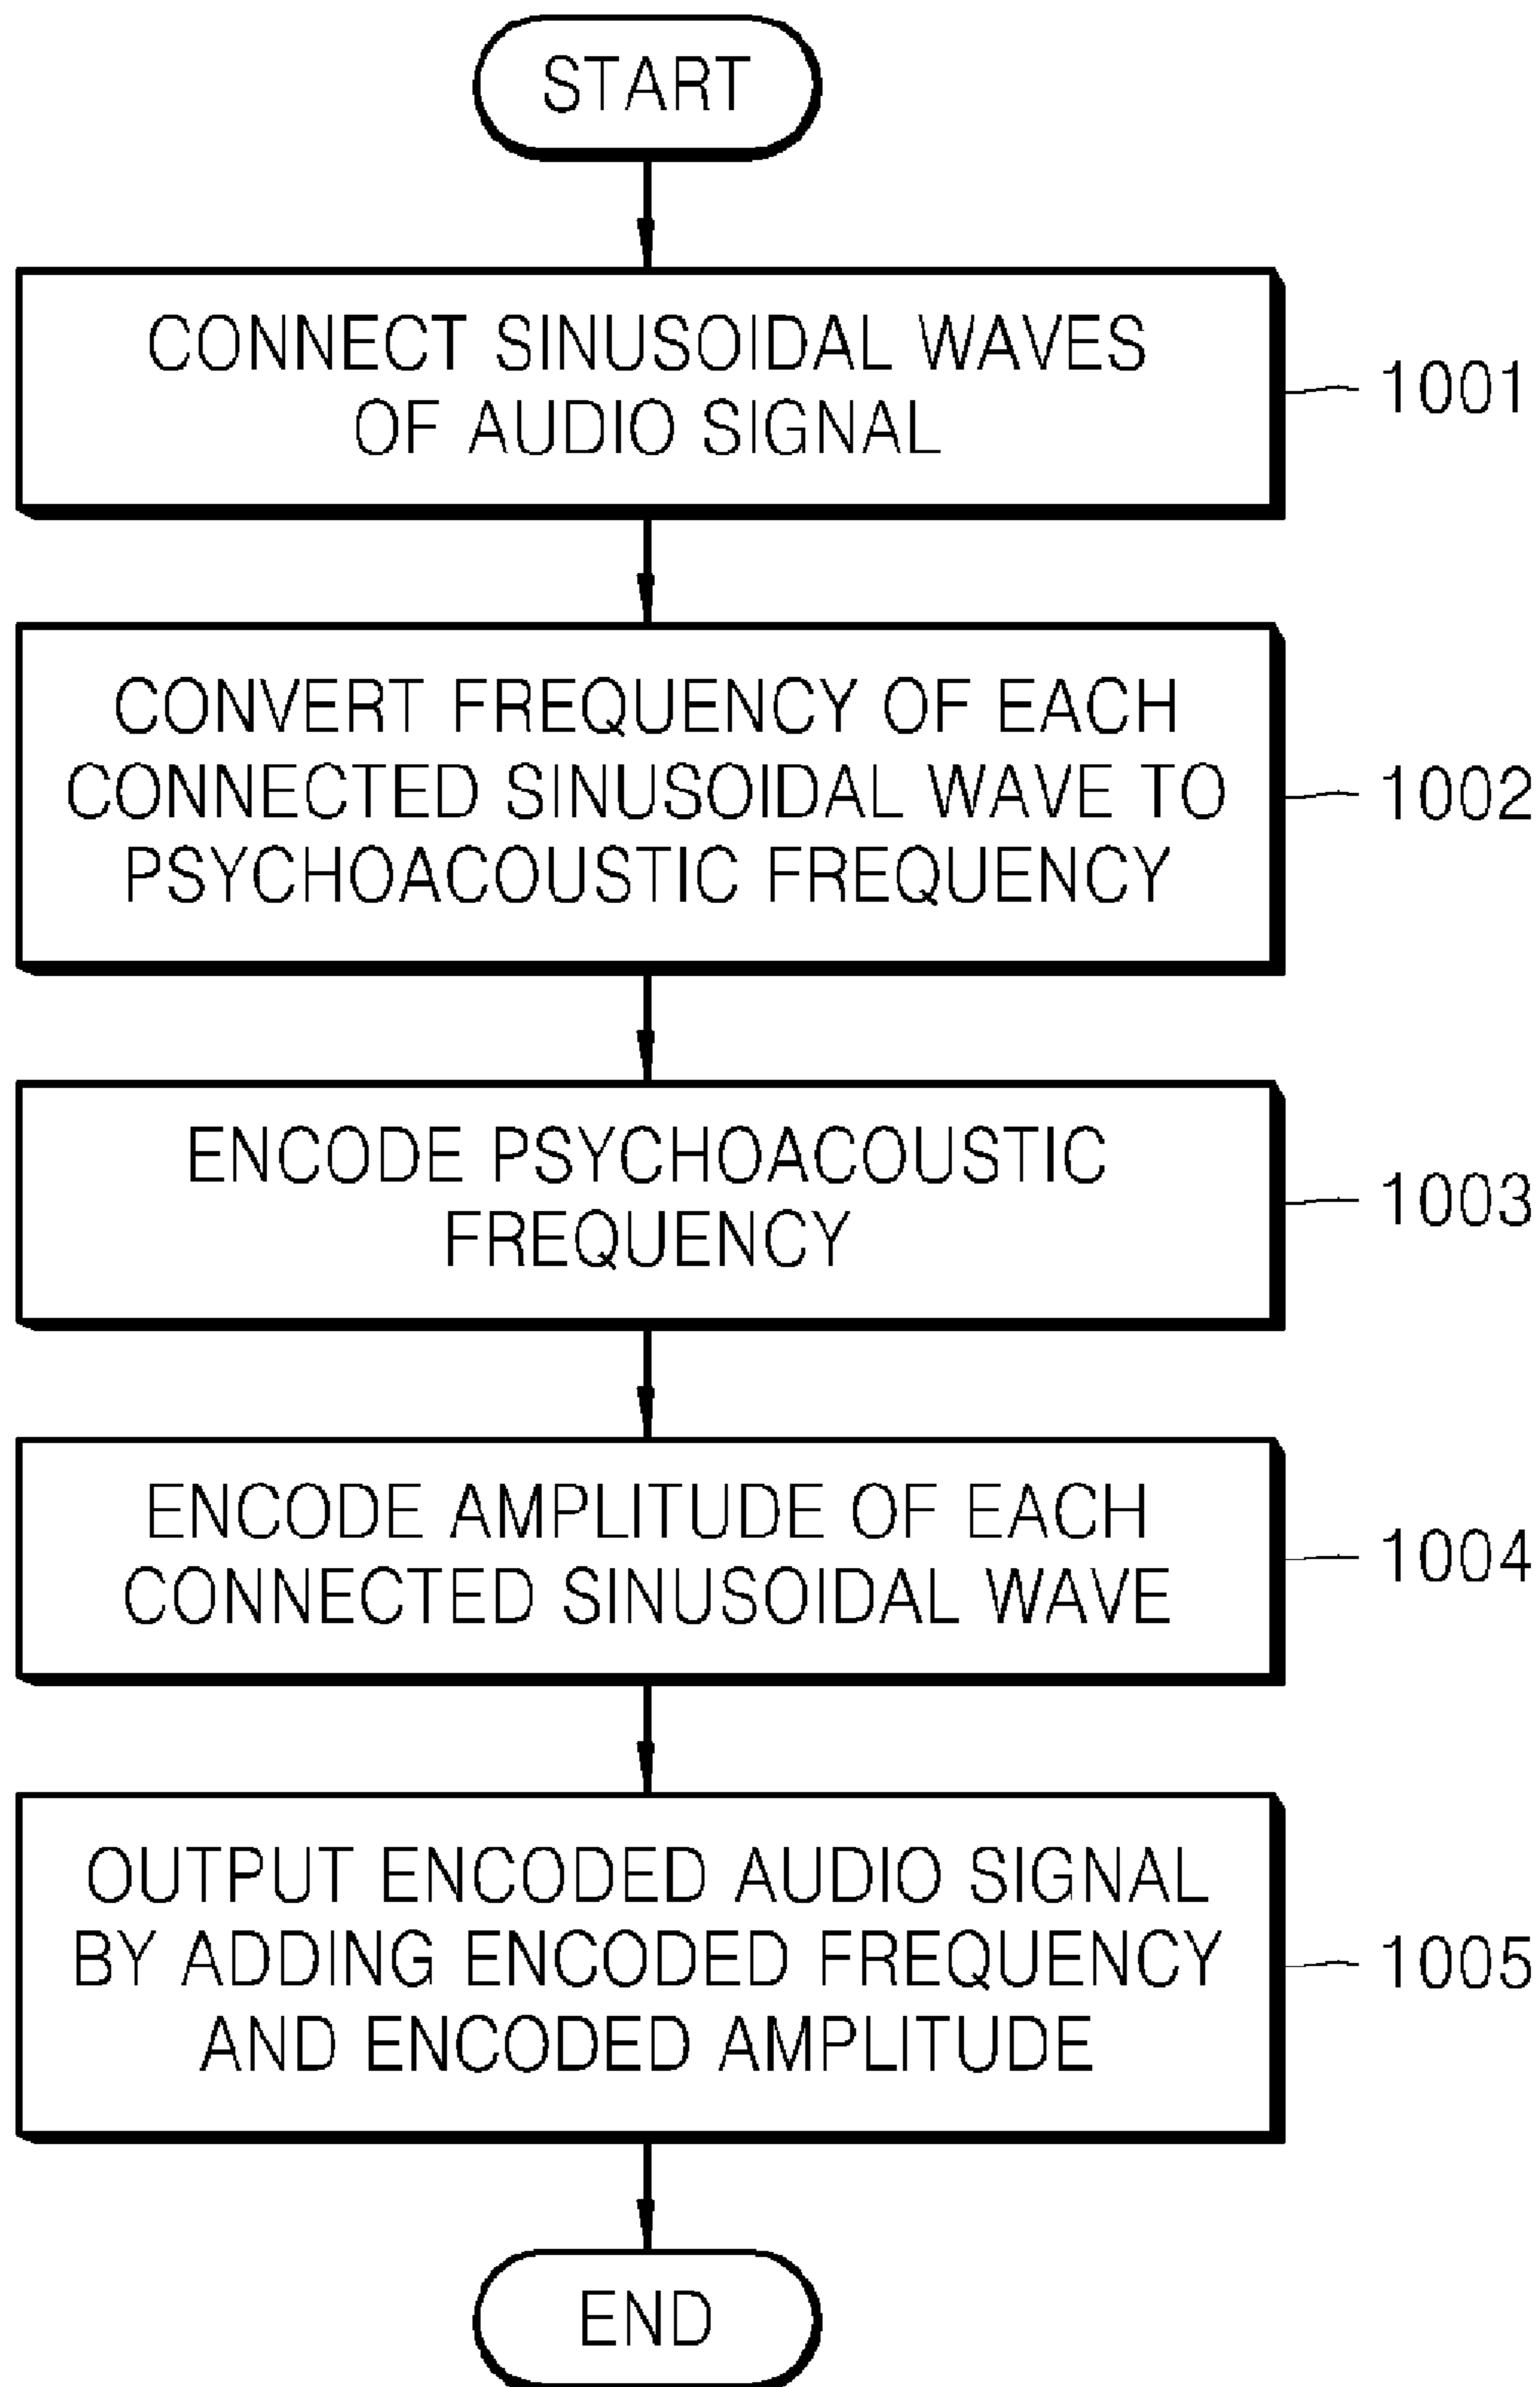 START
CONNECT SINUSOIDAL WAVES
OF AUDIO SIGNAL
1001
CONVERT FREQUENCY OF EACH
CONNECTED SINUSOIDAL WAVE TO
PSYCHOACOUSTIC FREQUENCY
1002
ENCODE PSYCHOACOUSTIC
FREQUENCY
1003
ENCODE AMPLITUDE OF EACH
CONNECTED SINUSOIDAL WAVE
1004
OUTPUT ENCODED AUDIO SIGNAL
BY ADDING ENCODED FREQUENCY
AND ENCODED AMPLITUDE
1005
END